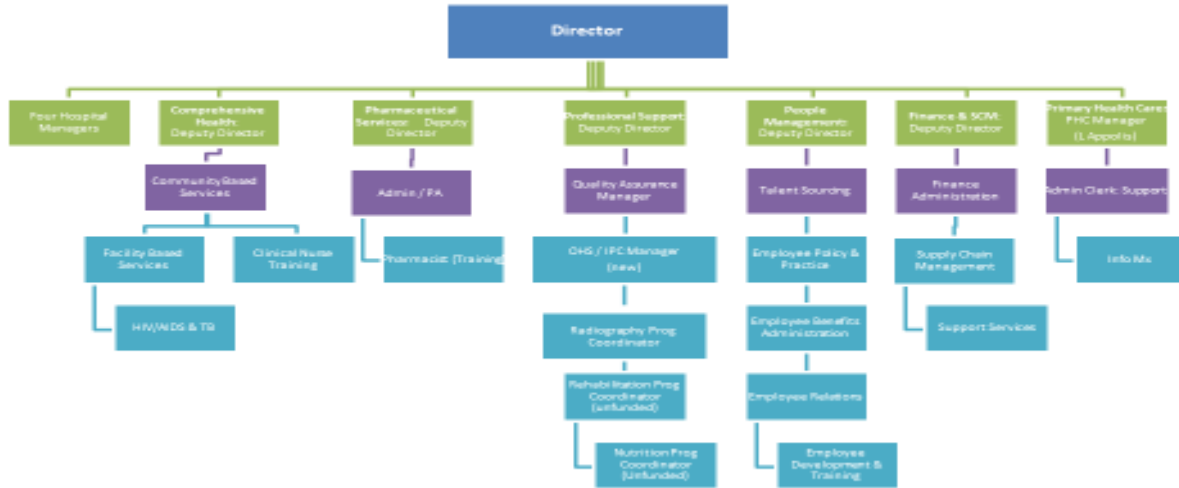 Director
Four Hospital
Managers
Comprehensive
Health:
Deputy Director
Pharmaceutical
Services: Deputy
Director
Professional Support:
Deputy Director
People
Management:
Deputy Director
Finance & SCM:
Deputy Director
Primary Health Care:
PHC Manager
(L Appolis)
Community Based
Services
Admin / PA
Quality Assurance
Manager
Talent Sourcing
Finance
Administration
Admin Clerk: Support
Facility Based
Services
Clinical Nurse
Training
Pharmacist (Training)
OHS / IPC Manager
(new)
Employee Policy &
Practice
Supply Chain
Management
Info Mx
HIV/AIDS & TB
Radiography Prog
Coordinator
Employee Benefits
Administration
Support Services
Rehabilitation Prog
Coordinator
(unfunded)
Employee Relations
Nutrition Prog
Coordinator
(Unfunded)
Employee
Development &
Training